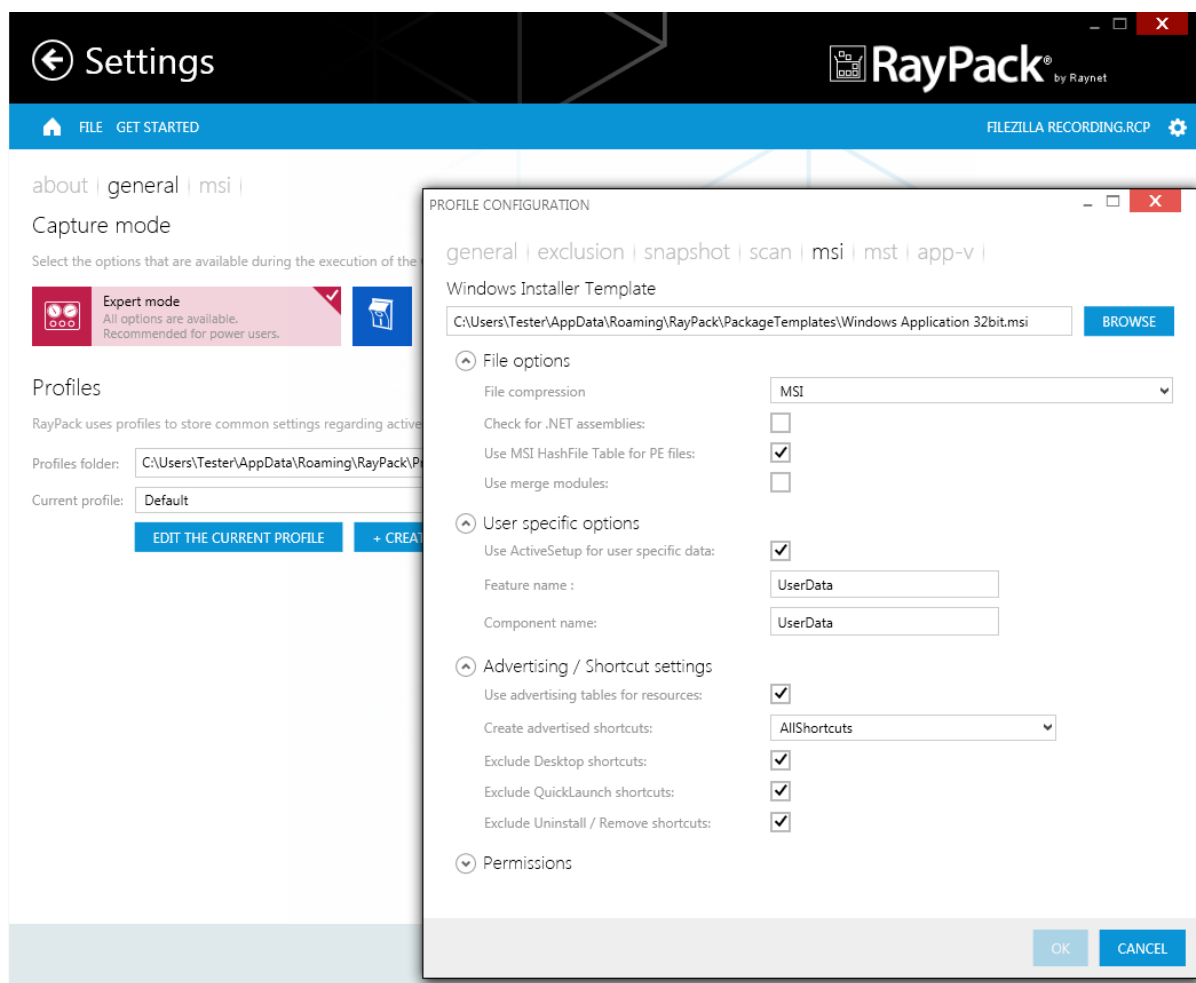 Settings
RayPack® by Raynet
FILE GET STARTED
FILEZILLA RECORDING.RCP
about general msi
Capture mode
Select the options that are available during the execution of the
Expert mode
All options are available.
Recommended for power users.
Profiles
RayPack uses profiles to store common settings regarding active
Profiles folder: C:\Users\Tester\AppData\Roaming\RayPack\P
Current profile: Default
EDIT THE CURRENT PROFILE + CREA
PROFILE CONFIGURATION
general exclusion snapshot scan msi mst app-v
Windows Installer Template
C:\Users\Tester\AppData\Roaming\RayPack\PackageTemplates\Windows Application 32bit.msi BROWSE
File options
File compression MSI
Check for .NET assemblies:
Use MSI HashFile Table for PE files:
Use merge modules:
User specific options
Use ActiveSetup for user specific data:
Feature name : UserData
Component name: UserData
Advertising / Shortcut settings
Use advertising tables for resources:
Create advertised shortcuts: AllShortcuts
Exclude Desktop shortcuts:
Exclude QuickLaunch shortcuts:
Exclude Uninstall / Remove shortcuts:
Permissions
OK CANCEL